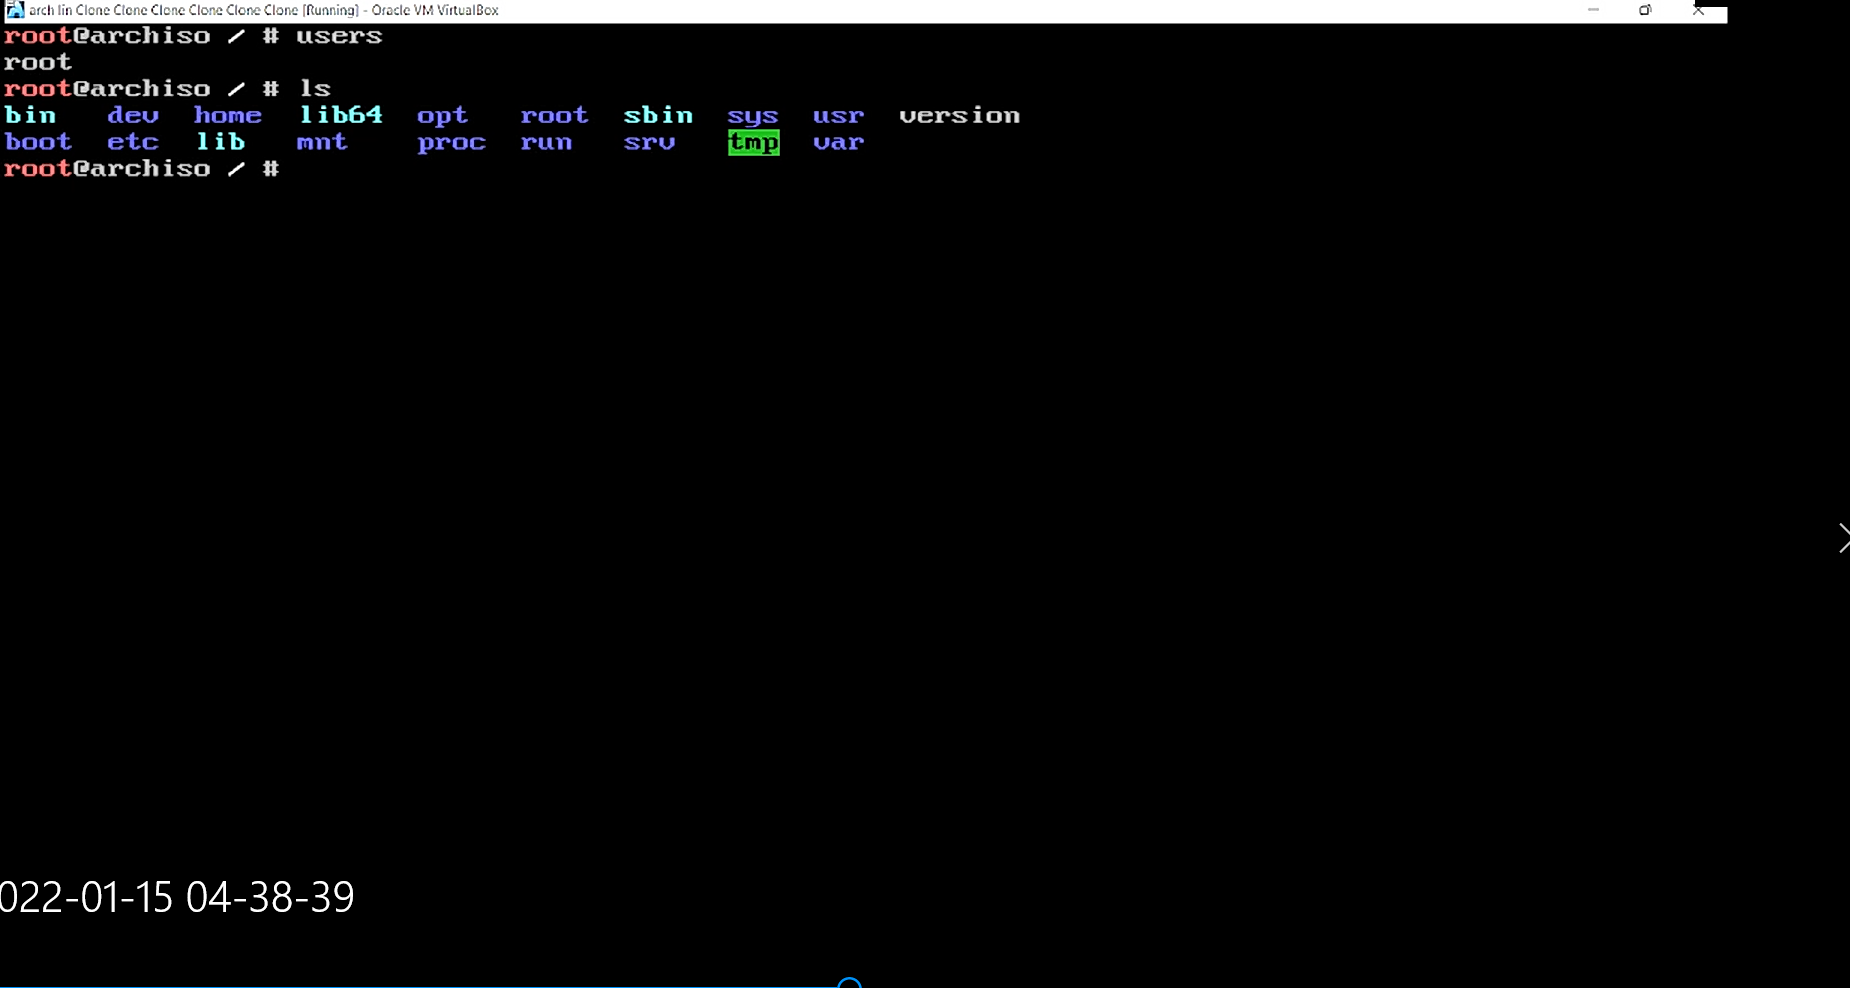 arch lin Clone Clone Clone Clone Clone Clone [Running] - Oracle VM VirtualBox
root@archiso / # users
root
root@archiso / # ls
bin dev home lib64 opt root sbin sys usr version
boot etc lib mnt proc run srv tmp var
root@archiso / #
022-01-15 04-38-39